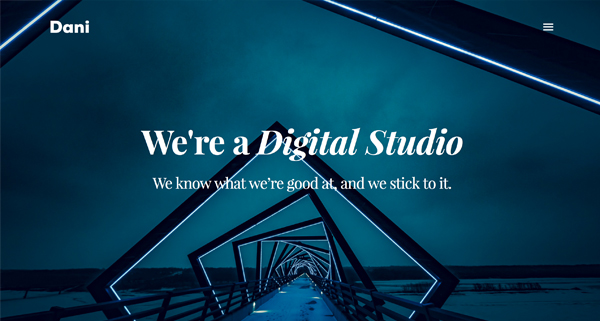 Dani
We're a Digital Studio
We know what we’re good at, and we stick to it.